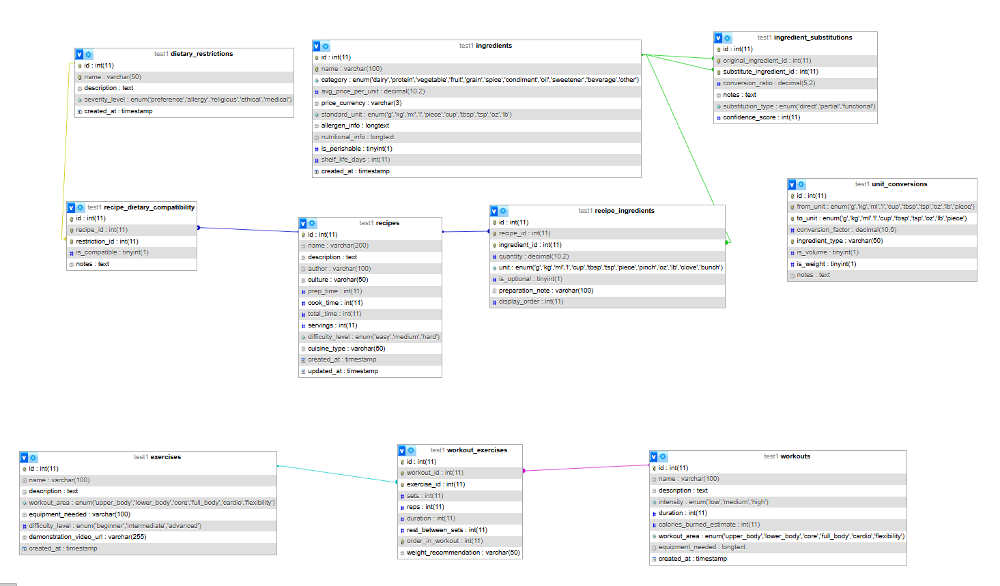 test1 dietary_restrictions
id : int(11)
name : varchar(50)
description : text
severity_level : enum('preference','allergy','religious','ethical','medical')
created_at : timestamp
test1 ingredients
id : int(11)
name : varchar(100)
category : enum('dairy','protein','vegetable','fruit','grain','spice','condiment','oil','sweetener','beverage','other')
avg_price_per_unit : decimal(10,2)
price_currency : varchar(3)
standard_unit : enum('g','kg','ml','l','piece','cup','tbsp','tsp','oz','lb')
allergen_info : longtext
nutritional_info : longtext
is_perishable : tinyint(1)
shelf_life_days : int(11)
created_at : timestamp
test1 ingredient_substitutions
id : int(11)
original_ingredient_id : int(11)
substitute_ingredient_id : int(11)
conversion_ratio : decimal(5,2)
notes : text
substitution_type : enum('direct','partial','functional')
confidence_score : int(11)
test1 recipe_dietary_compatibility
id : int(11)
recipe_id : int(11)
restriction_id : int(11)
is_compatible : tinyint(1)
notes : text
test1 recipes
id : int(11)
name : varchar(200)
description : text
author : varchar(100)
culture : varchar(50)
prep_time : int(11)
cook_time : int(11)
total_time : int(11)
servings : int(11)
difficulty_level : enum('easy','medium','hard')
cuisine_type : varchar(50)
created_at : timestamp
updated_at : timestamp
test1 recipe_ingredients
id : int(11)
recipe_id : int(11)
ingredient_id : int(11)
quantity : decimal(10,2)
unit : enum('g','kg','ml','l','cup','tbsp','tsp','piece','pinch','oz','lb','clove','bunch')
is_optional : tinyint(1)
preparation_note : varchar(100)
display_order : int(11)
test1 unit_conversions
id : int(11)
from_unit : enum('g','kg','ml','l','cup','tbsp','tsp','oz','lb','piece')
to_unit : enum('g','kg','ml','l','cup','tbsp','tsp','oz','lb','piece')
conversion_factor : decimal(10,6)
ingredient_type : varchar(50)
is_volume : tinyint(1)
is_weight : tinyint(1)
notes : text
test1 exercises
id : int(11)
name : varchar(100)
description : text
workout_area : enum('upper_body','lower_body','core','full_body','cardio','flexibility')
equipment_needed : varchar(100)
difficulty_level : enum('beginner','intermediate','advanced')
demonstration_video_url : varchar(255)
created_at : timestamp
test1 workout_exercises
id : int(11)
workout_id : int(11)
exercise_id : int(11)
sets : int(11)
reps : int(11)
duration : int(11)
rest_between_sets : int(11)
order_in_workout : int(11)
weight_recommendation : varchar(50)
test1 workouts
id : int(11)
name : varchar(100)
description : text
intensity : enum('low','medium','high')
duration : int(11)
calories_burned_estimate : int(11)
workout_area : enum('upper_body','lower_body','core','full_body','cardio','flexibility')
equipment_needed : longtext
created_at : timestamp